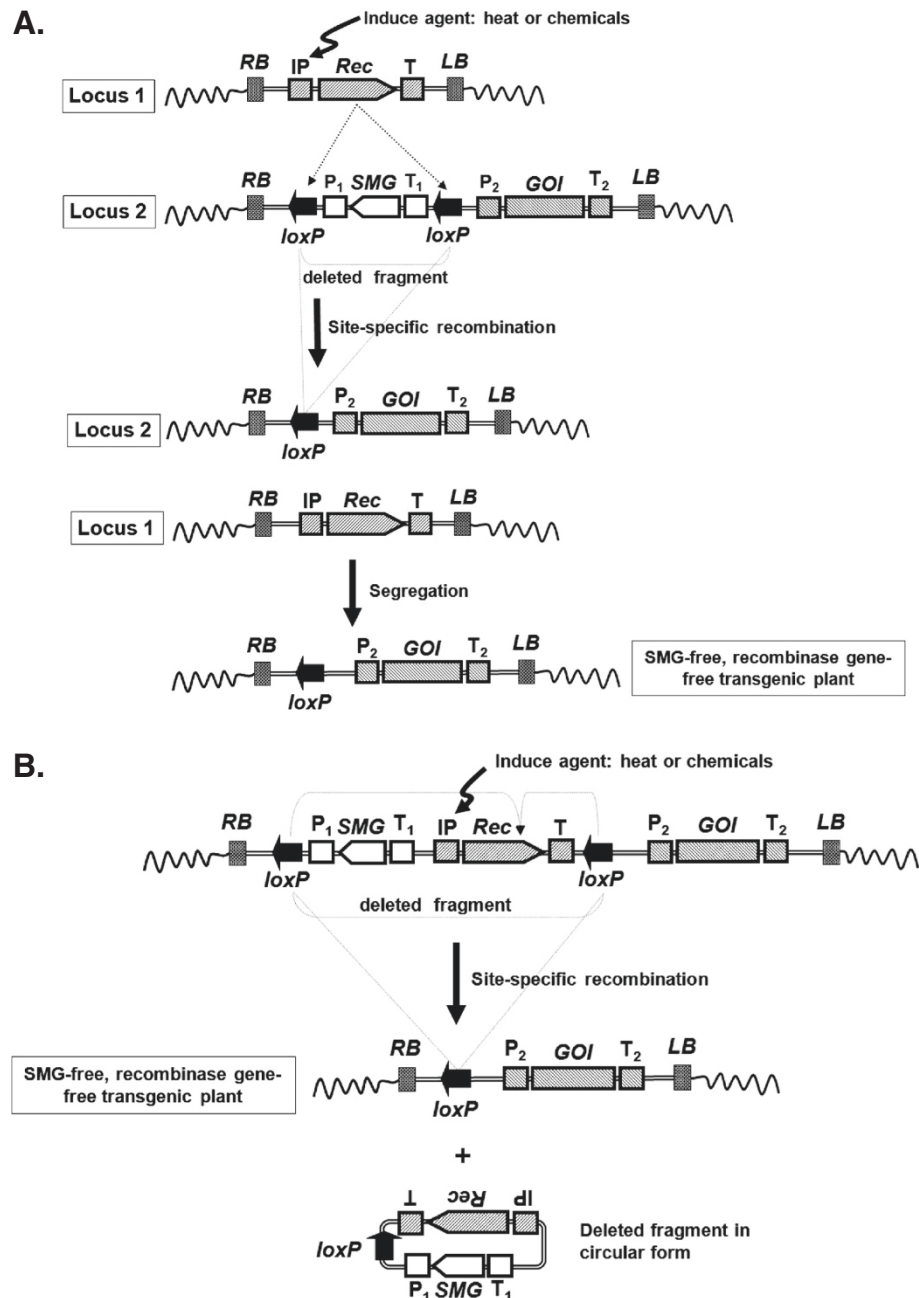 A.
Induce agent: heat or chemicals
RB IP Rec T LB
Locus 1
RB P1 SMG T1 P2 GOI T2 LB
Locus 2
loxP loxP
deleted fragment
Site-specific recombination
RB P2 GOI T2 LB
Locus 2
loxP
RB IP Rec T LB
Locus 1
Segregation
RB P2 GOI T2 LB
loxP
SMG-free, recombinase gene-
free transgenic plant
B.
Induce agent: heat or chemicals
RB P1 SMG T1 IP Rec T P2 GOI T2 LB
loxP loxP
deleted fragment
Site-specific recombination
RB P2 GOI T2 LB
SMG-free, recombinase gene-
free transgenic plant
loxP
+
T Rec IP
loxP
Deleted fragment in
circular form
P1 SMG T1